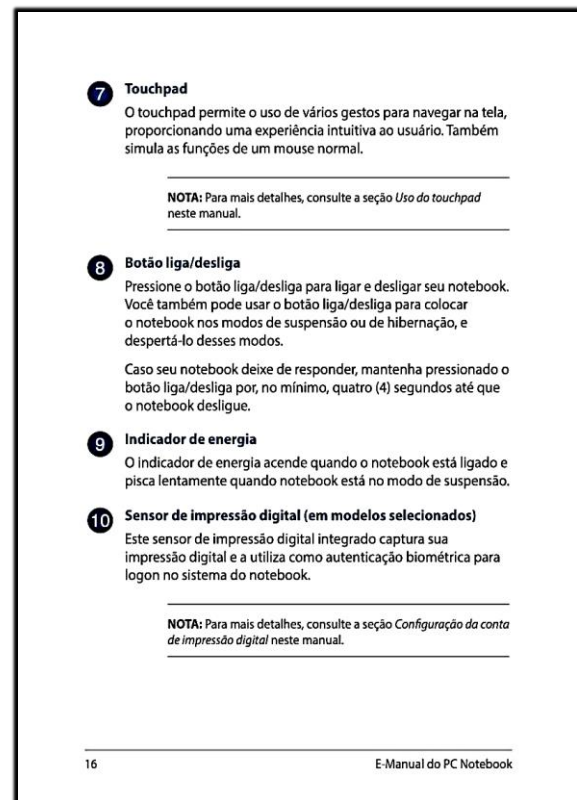 7 Touchpad
O touchpad permite o uso de vários gestos para navegar na tela,
proporcionando uma experiência intuitiva ao usuário. Também
simula as funções de um mouse normal.
NOTA: Para mais detalhes, consulte a seção Uso do touchpad
neste manual.
8 Botão liga/desliga
Pressione o botão liga/desliga para ligar e desligar seu notebook.
Você também pode usar o botão liga/desliga para colocar
o notebook nos modos de suspensão ou de hibernação, e
despertá-lo desses modos.
Caso seu notebook deixe de responder, mantenha pressionado o
botão liga/desliga por, no mínimo, quatro (4) segundos até que
o notebook desligue.
9 Indicador de energia
O indicador de energia acende quando o notebook está ligado e
pisca lentamente quando notebook está no modo de suspensão.
10 Sensor de impressão digital (em modelos selecionados)
Este sensor de impressão digital integrado captura sua
impressão digital e a utiliza como autenticação biométrica para
logon no sistema do notebook.
NOTA: Para mais detalhes, consulte a seção Configuração da conta
de impressão digital neste manual.
16 E-Manual do PC Notebook